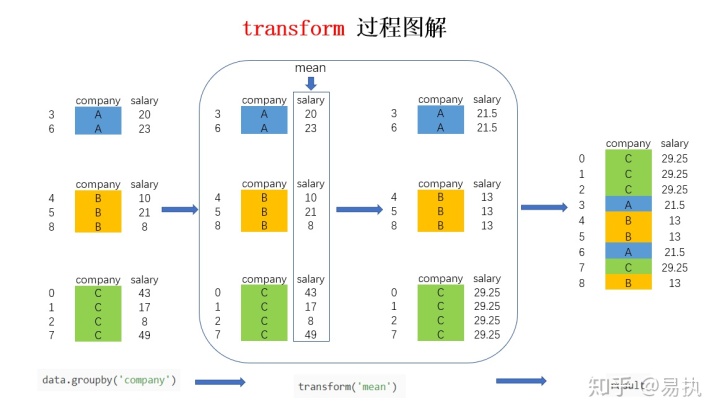 transform 过程图解
mean
company salary
3 A 20
6 A 23
company salary
4 B 10
5 B 21
8 B 8
company salary
0 C 43
1 C 17
2 C 8
7 C 49
company salary
3 A 20
6 A 23
company salary
4 B 10
5 B 21
8 B 8
company salary
0 C 43
1 C 17
2 C 8
7 C 49
company salary
3 A 21.5
6 A 21.5
company salary
4 B 13
5 B 13
8 B 13
company salary
0 C 29.25
1 C 29.25
2 C 29.25
7 C 29.25
company salary
0 C 29.25
1 C 29.25
2 C 29.25
3 A 21.5
4 B 13
5 B 13
6 A 21.5
7 C 29.25
8 B 13
data.groupby('company')
transform('mean')
知乎 @易执